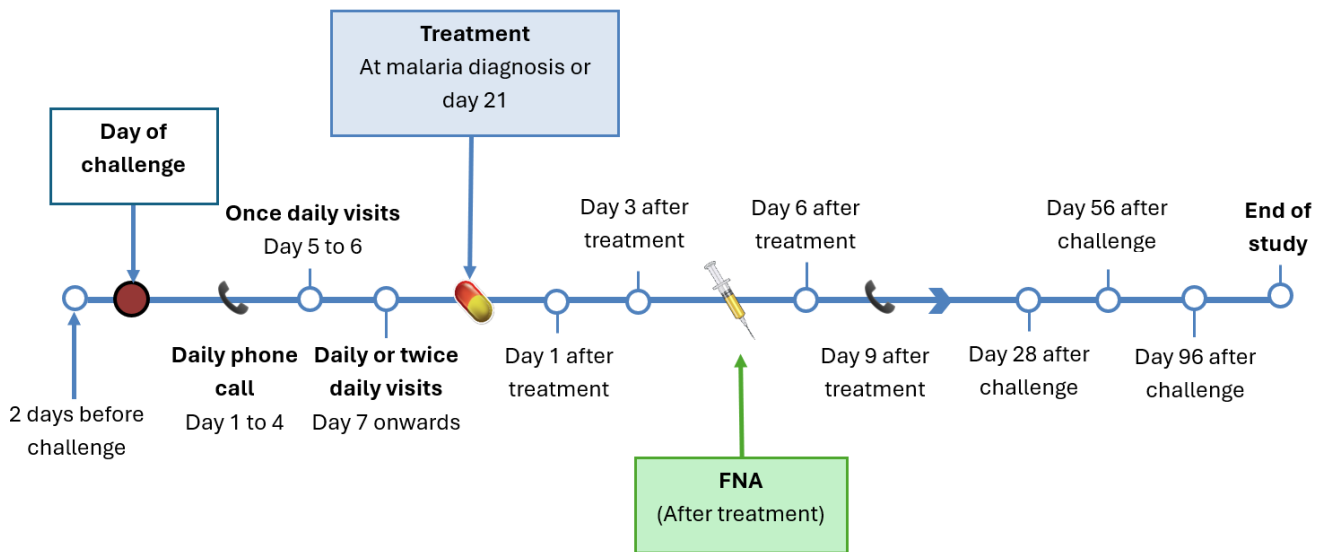 Treatment
At malaria diagnosis or
day 21
Day of
challenge
Once daily visits
Day 5 to 6
Day 3 after
treatment
Day 6 after
treatment
Day 56 after
challenge
End of
study
2 days before
challenge
Daily phone
call
Day 1 to 4
Daily or twice
daily visits
Day 7 onwards
Day 1 after
treatment
Day 9 after
treatment
Day 28 after
challenge
Day 96 after
challenge
FNA
(After treatment)